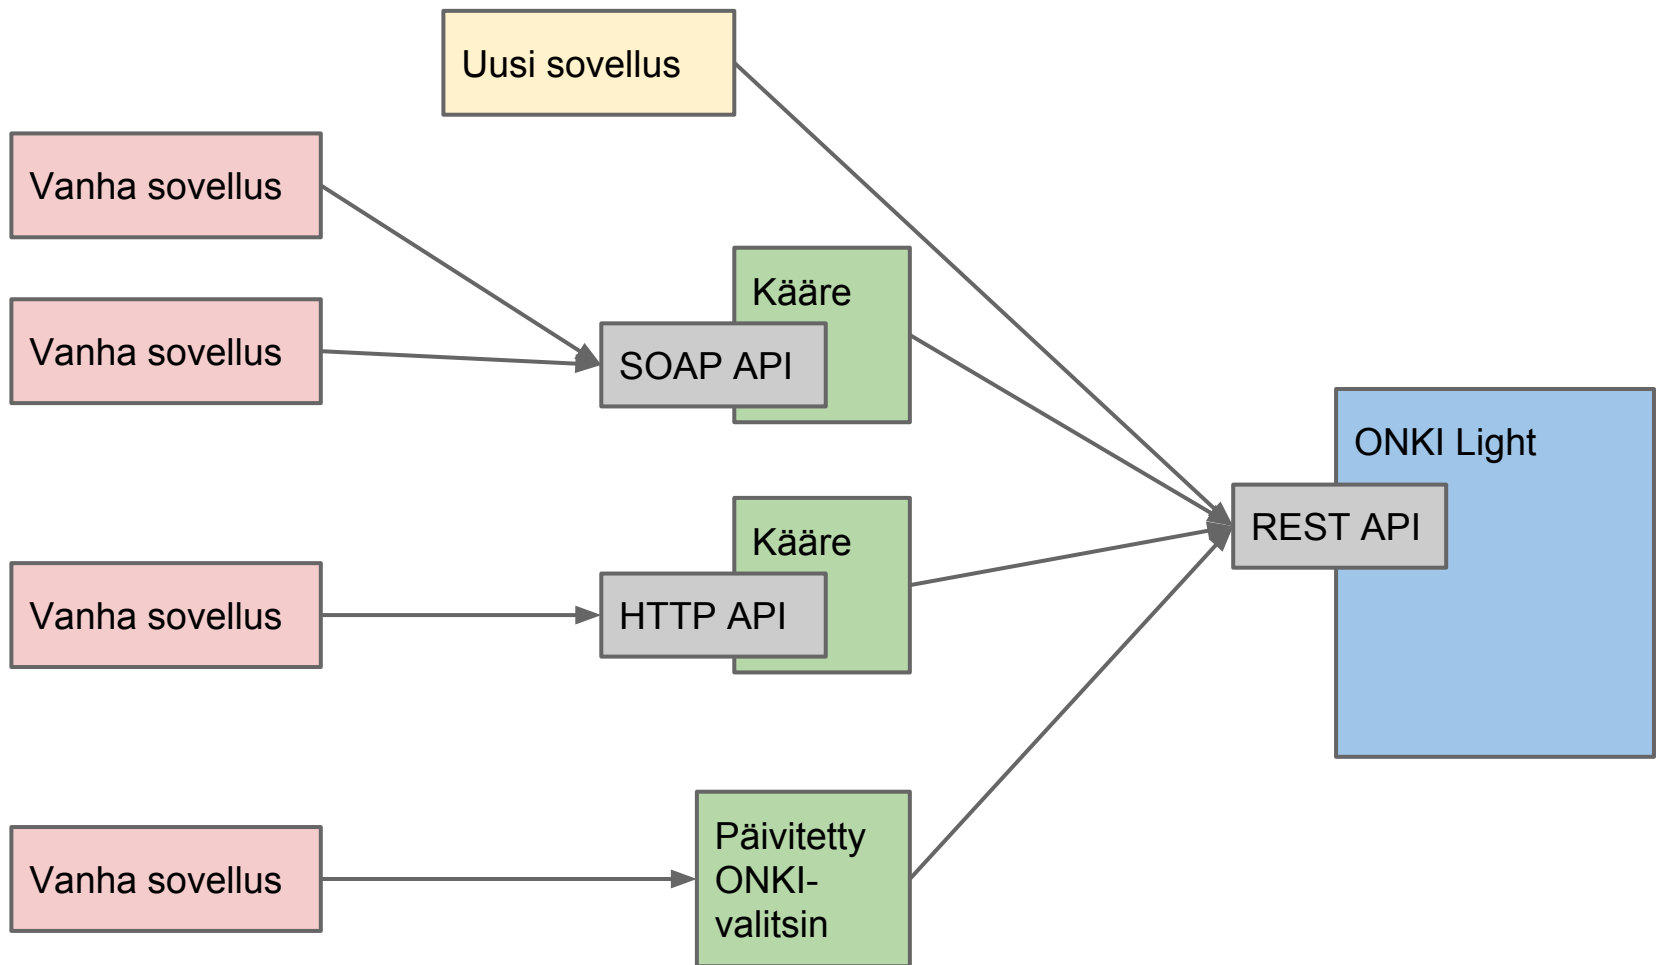 Uusi sovellus
Vanha sovellus
Vanha sovellus
Kääre
SOAP API
ONKI Light
REST API
Kääre
HTTP API
Vanha sovellus
Päivitetty
ONKI-
valitsin
Vanha sovellus